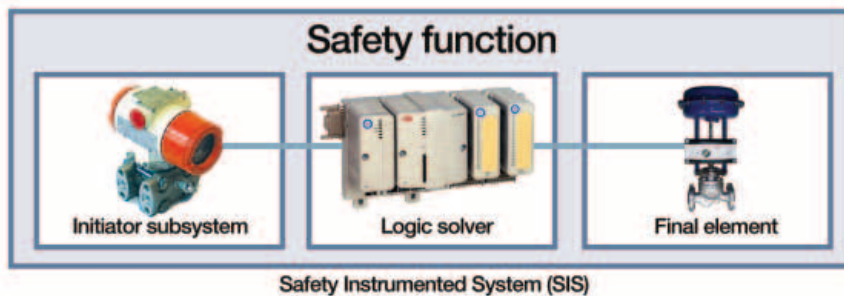 Safety function
Initiator subsystem
Logic solver
Final element
Safety Instrumented System (SIS)